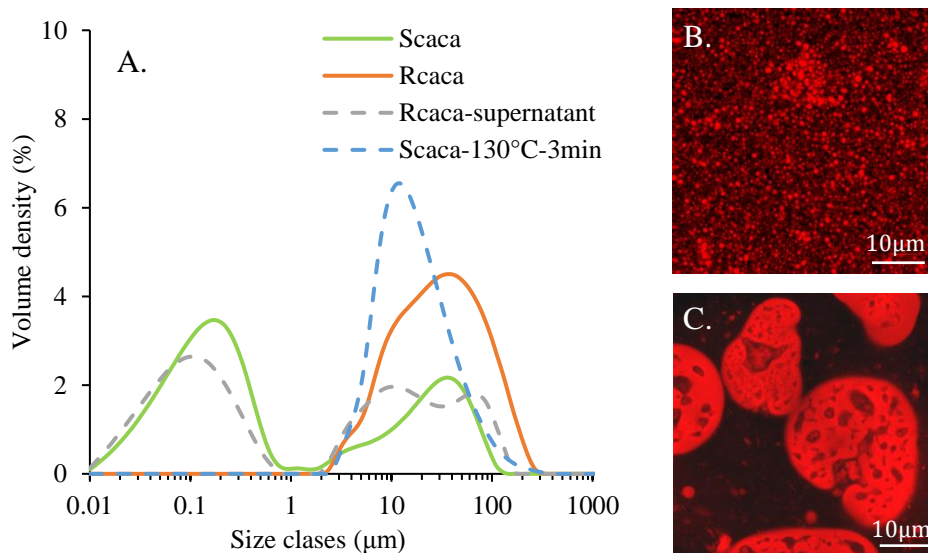 A.
Scaca
Rcaca
Rcaca-supernatant
Scaca-130°C-3min
10
8
6
4
2
0
Volume density (%)
0.01 0.1 1 10 100 1000
Size clases (µm)
B.
10µm
C.
10µm